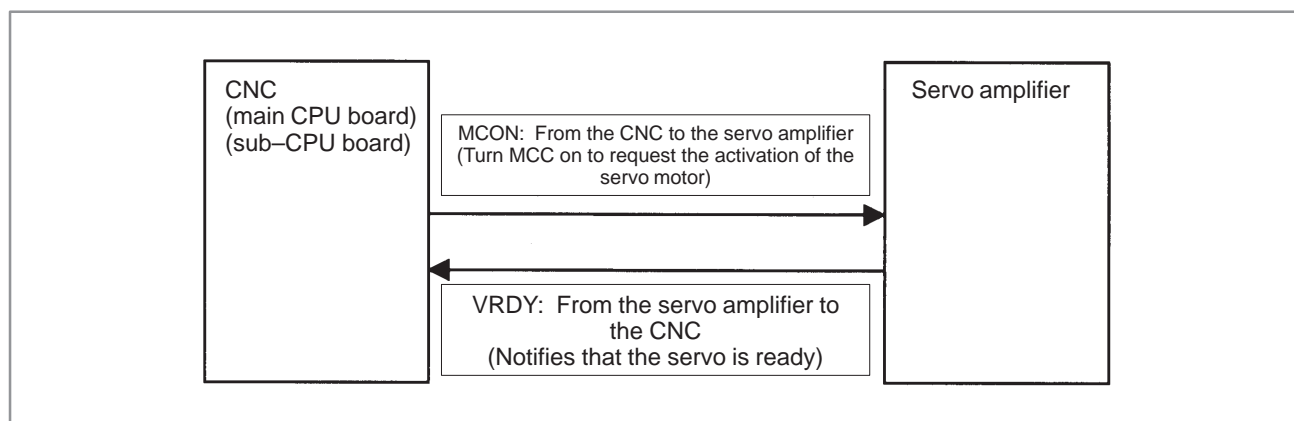 CNC
(main CPU board)
(sub–CPU board)
Servo amplifier
MCON: From the CNC to the servo amplifier
(Turn MCC on to request the activation of the
servo motor)
VRDY: From the servo amplifier to
the CNC
(Notifies that the servo is ready)